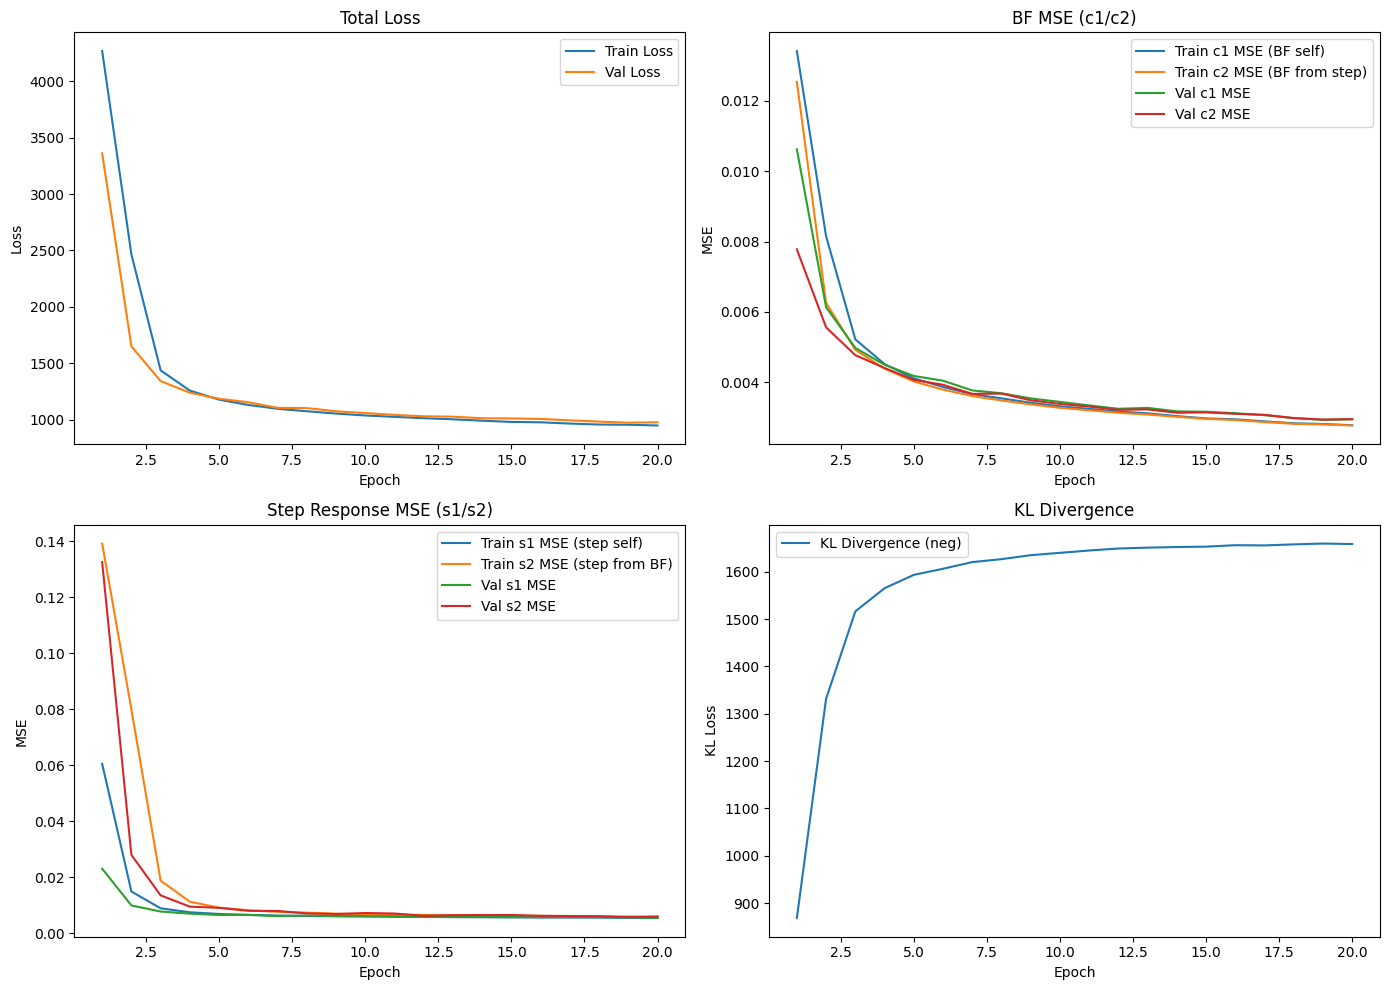 Total Loss
Train Loss
Val Loss
4000
3500
3000
2500
2000
1500
1000
Loss
2.5 5.0 7.5 10.0 12.5 15.0 17.5 20.0
Epoch
BF MSE (c1/c2)
Train c1 MSE (BF self)
Train c2 MSE (BF from step)
Val c1 MSE
Val c2 MSE
0.012
0.010
0.008
0.006
0.004
MSE
2.5 5.0 7.5 10.0 12.5 15.0 17.5 20.0
Epoch
Step Response MSE (s1/s2)
Train s1 MSE (step self)
Train s2 MSE (step from BF)
Val s1 MSE
Val s2 MSE
0.14
0.12
0.10
0.08
0.06
0.04
0.02
0.00
MSE
2.5 5.0 7.5 10.0 12.5 15.0 17.5 20.0
Epoch
KL Divergence
KL Divergence (neg)
1600
1500
1400
1300
1200
1100
1000
900
KL Loss
2.5 5.0 7.5 10.0 12.5 15.0 17.5 20.0
Epoch